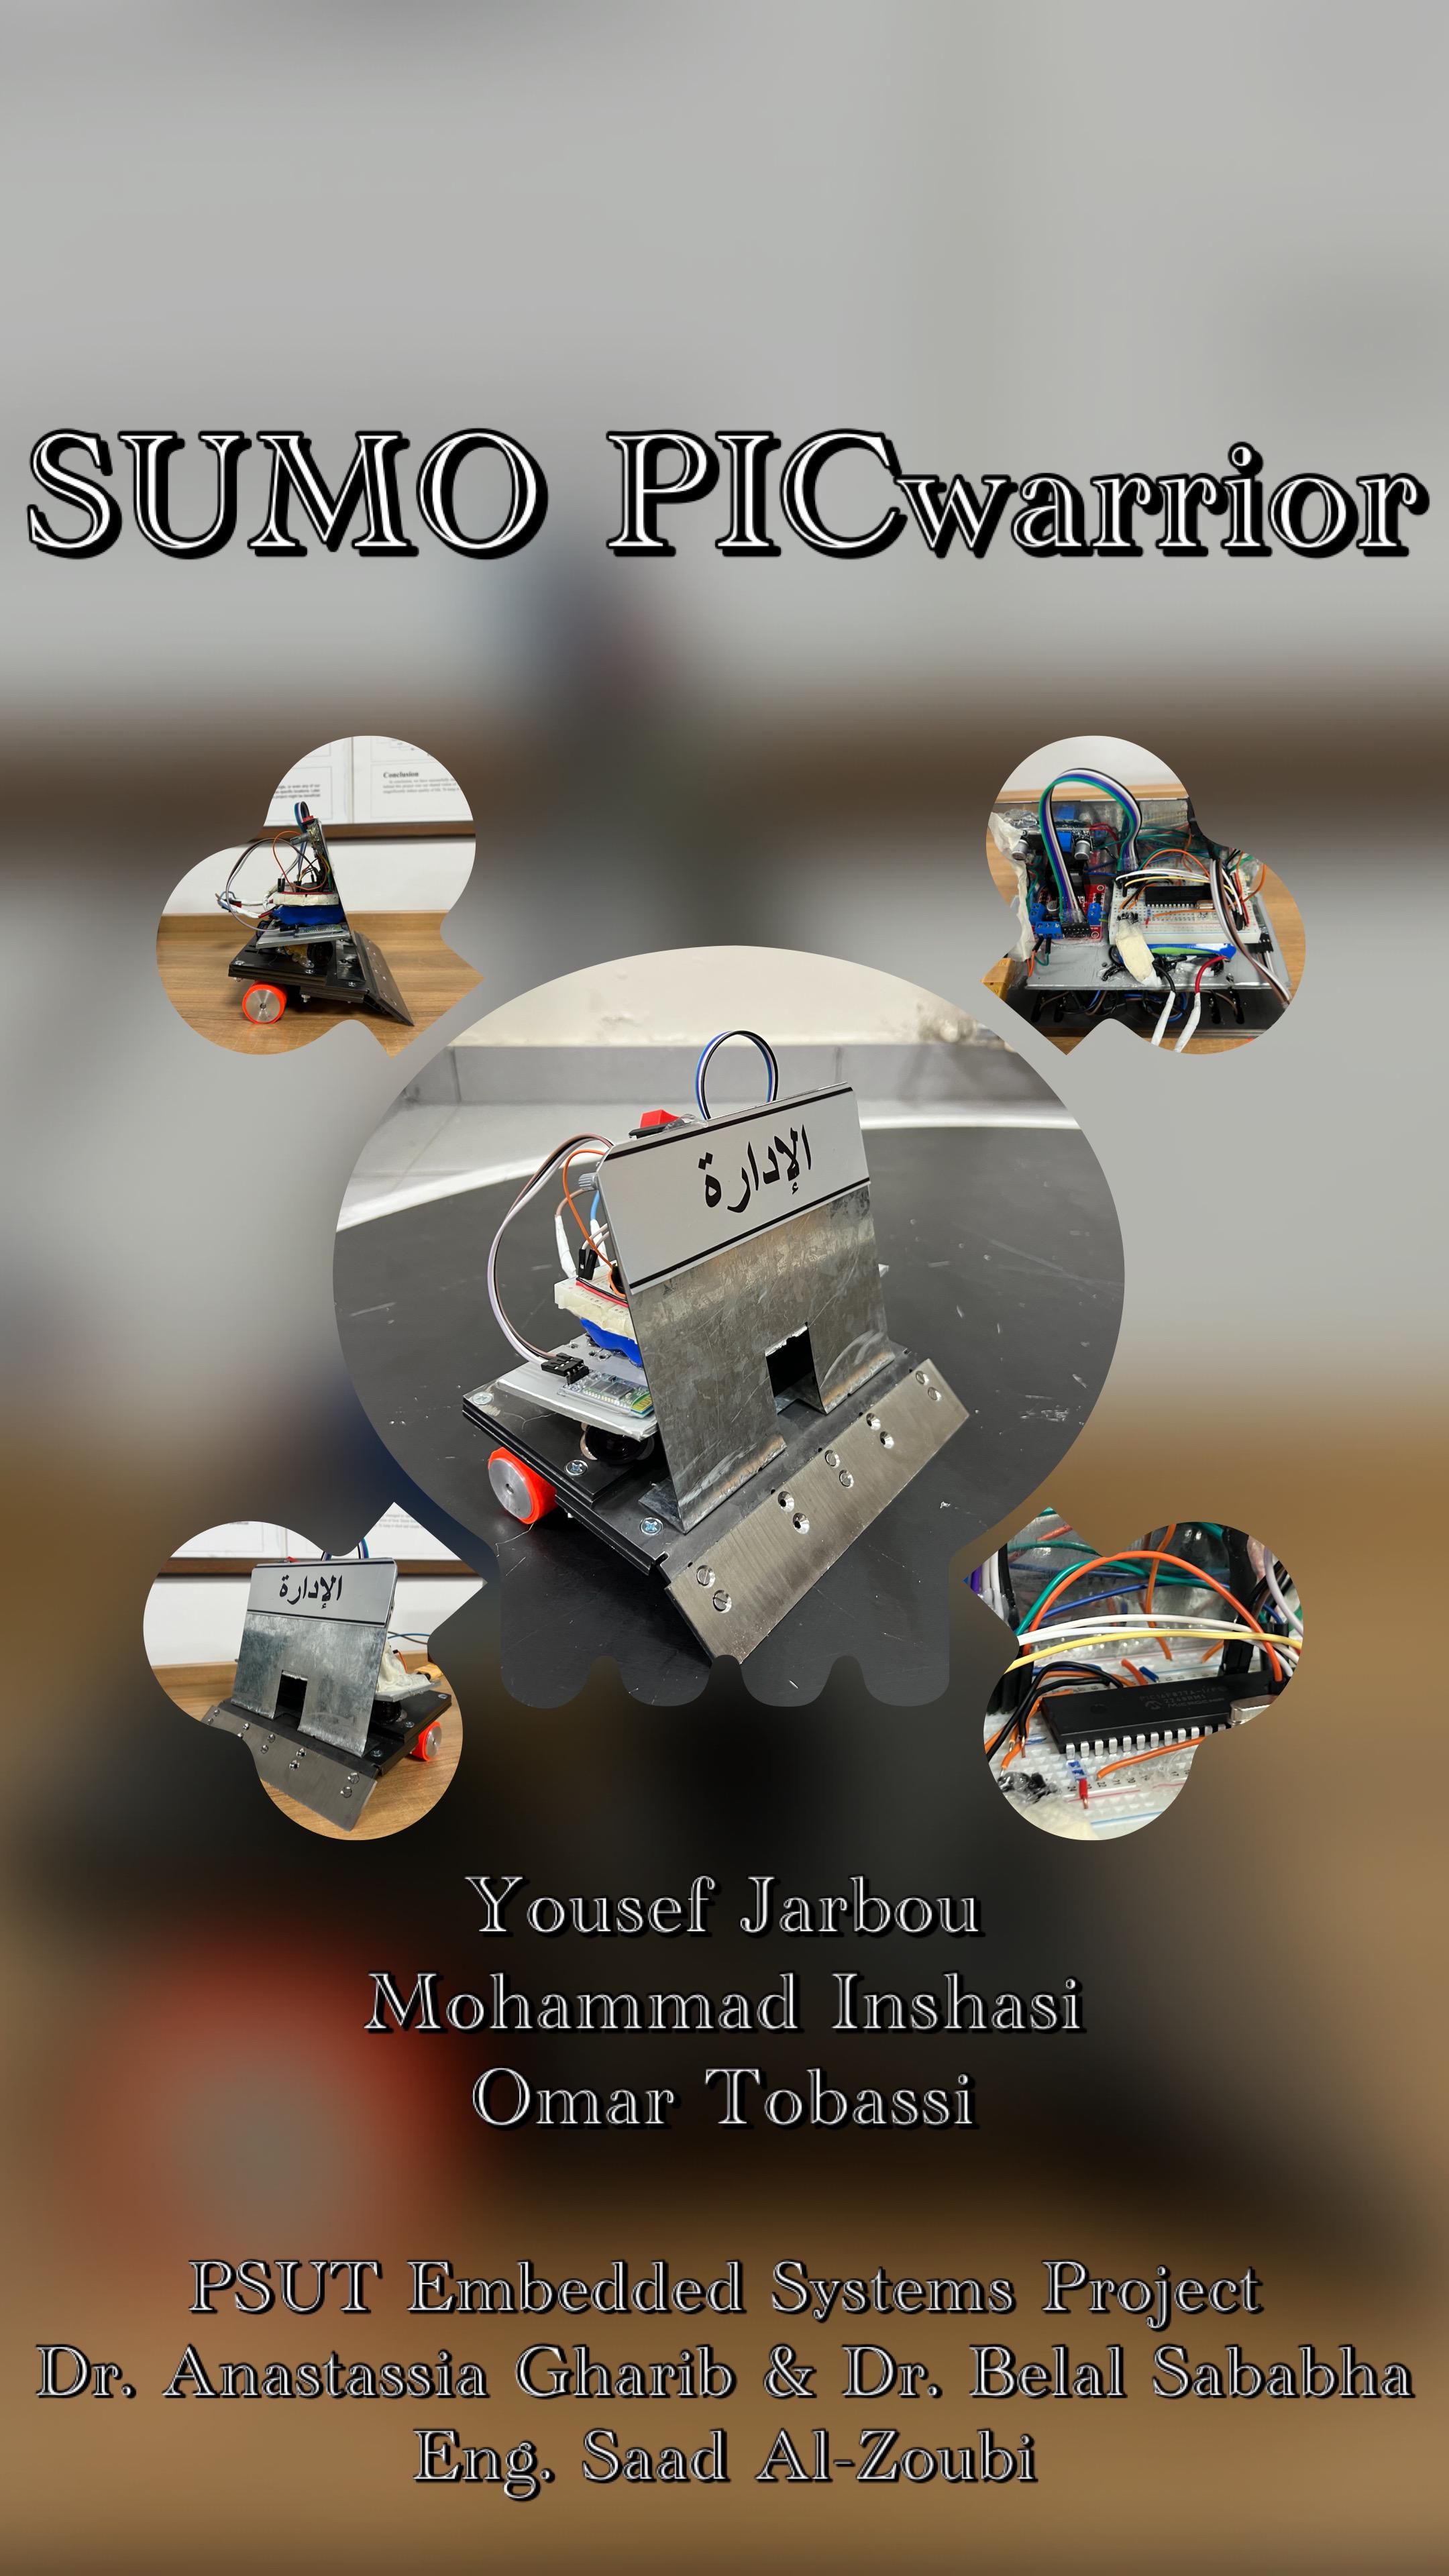 SUMO PICwarrior
Conclusion
الإدارة
الإدارة
Yousef Jarbou
Mohammad Inshasi
Omar Tobassi
PSUT Embedded Systems Project
Dr. Anastassia Gharib & Dr. Belal Sababha
Eng. Saad Al-Zoubi